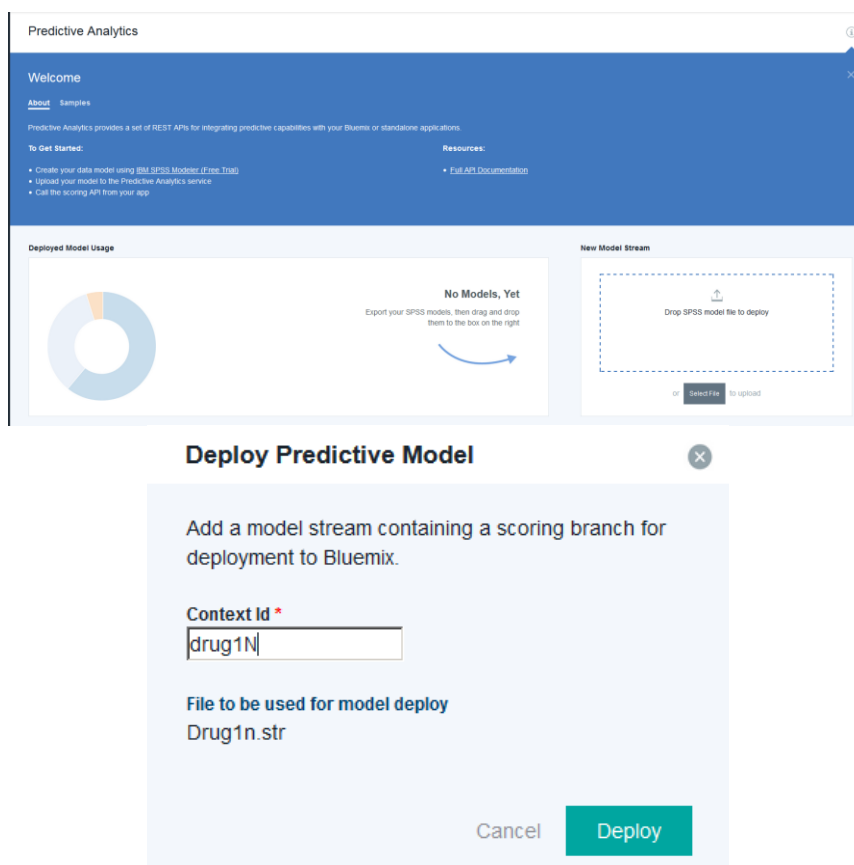 Predictive Analytics
Welcome
About Samples
Predictive Analytics provides a set of REST APIs for integrating predictive capabilities with your Bluemix or standalone applications.
To Get Started:
• Create your data model using IBM SPSS Modeler (Free Trial)
• Upload your model to the Predictive Analytics service
• Call the scoring API from your app
Resources:
• Full API Documentation
Deployed Model Usage
No Models, Yet
Export your SPSS models, then drag and drop
them to the box on the right
New Model Stream
Drop SPSS model file to deploy
or Select File to upload
Deploy Predictive Model
Add a model stream containing a scoring branch for
deployment to Bluemix.
Context Id *
drug1N
File to be used for model deploy
Drug1n.str
Cancel Deploy